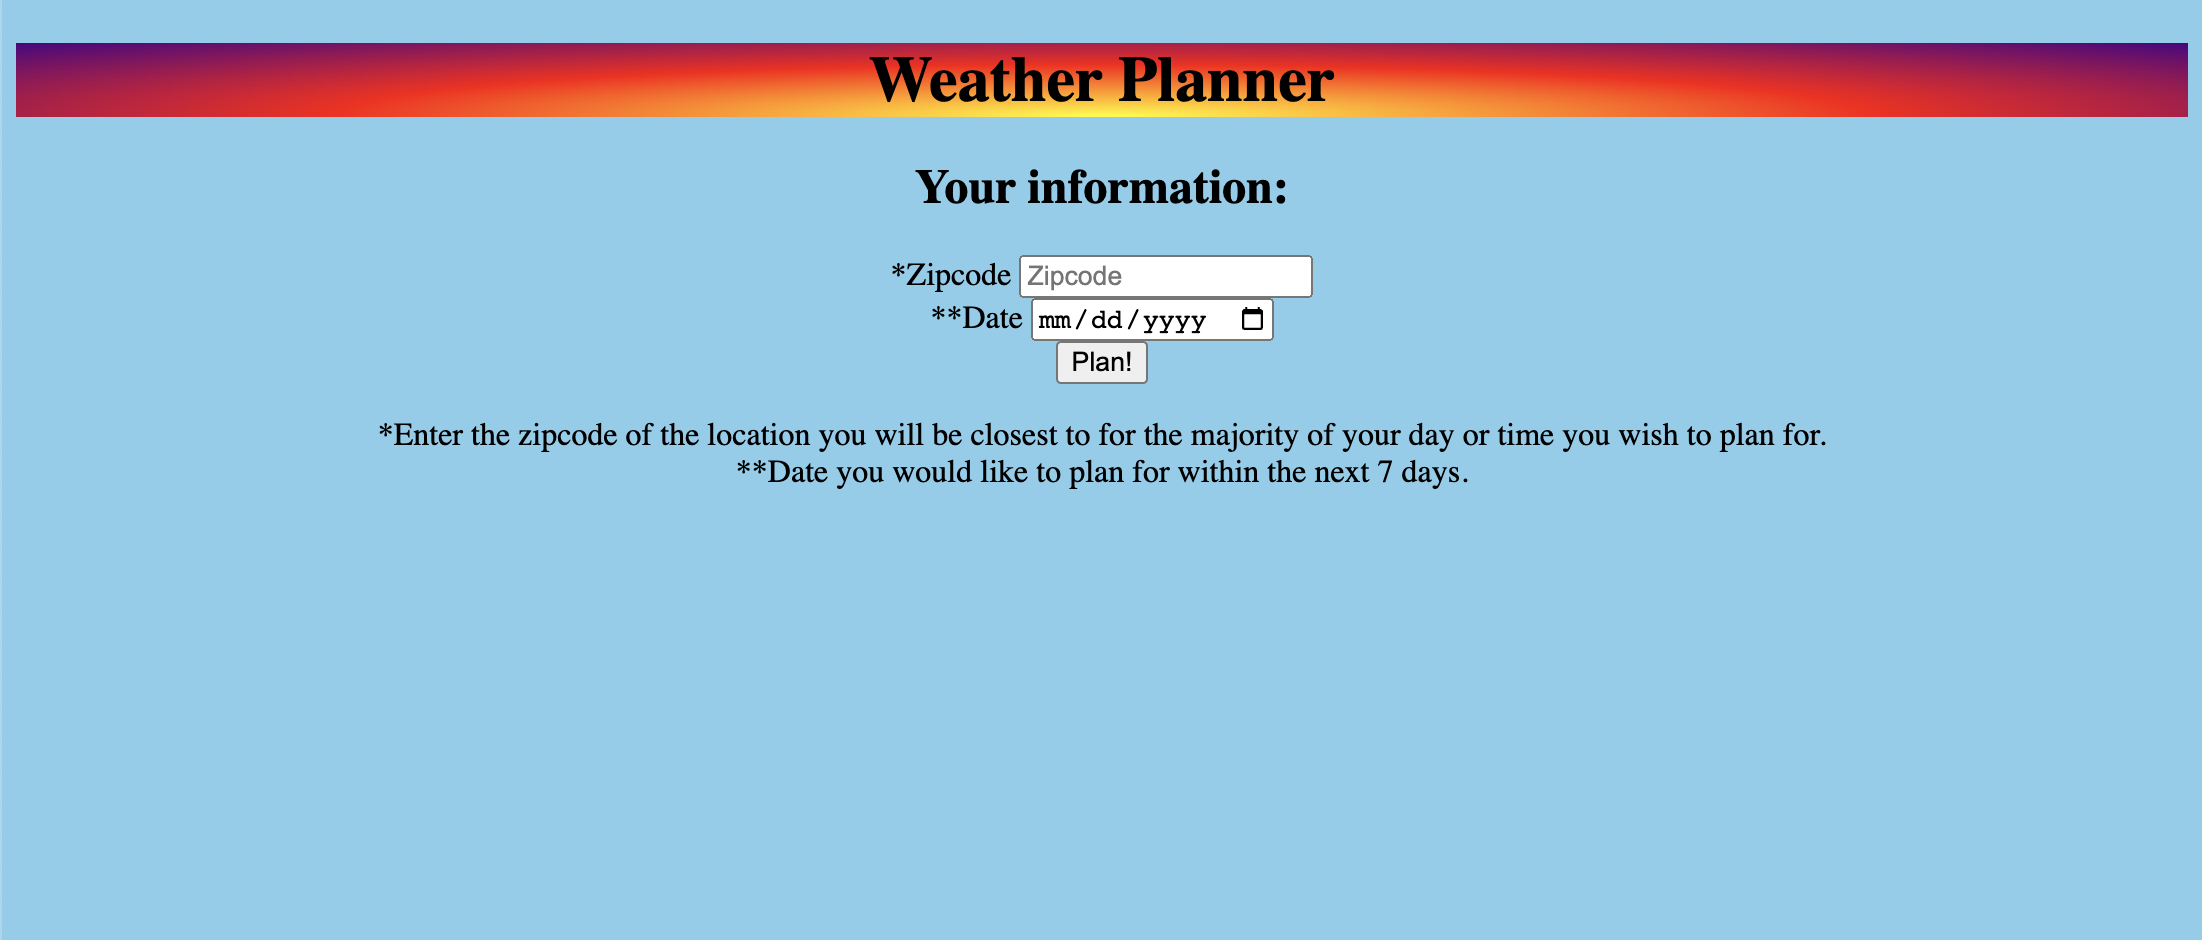 Weather Planner
Your information:
*Zipcode Zipcode
**Date mm/dd/yyyy
Plan!
*Enter the zipcode of the location you will be closest to for the majority of your day or time you wish to plan for.
**Date you would like to plan for within the next 7 days.